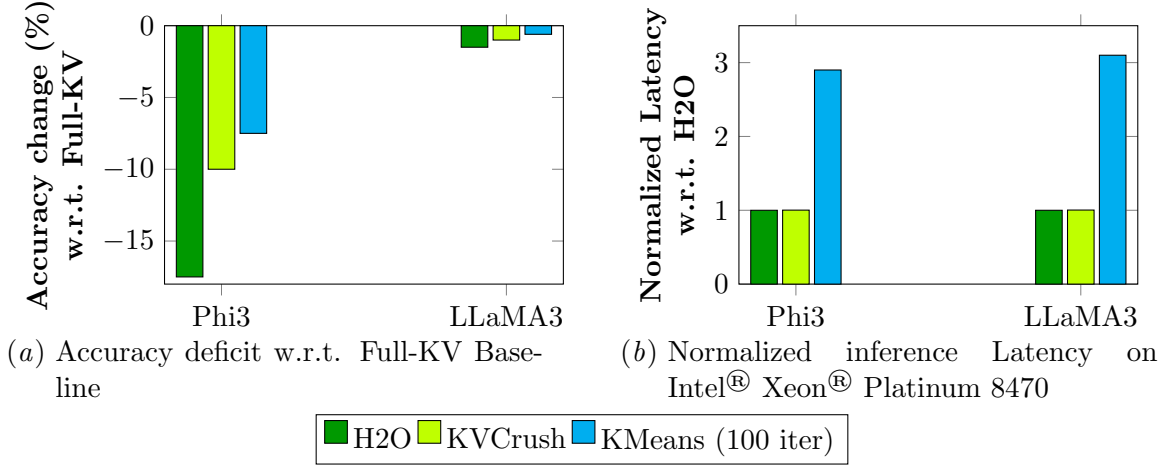 Accuracy change (%)
w.r.t. Full-KV
0
−5
−10
−15
Phi3
LLaMA3
(a) Accuracy deficit w.r.t. Full-KV Base-
line
Normalized Latency
w.r.t. H2O
3
2
1
0
Phi3
LLaMA3
(b) Normalized inference Latency on
Intel® Xeon® Platinum 8470
H2O KVCrush KMeans (100 iter)